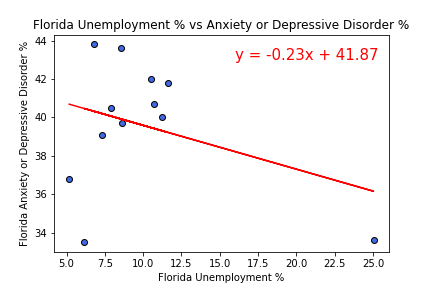 Florida Unemployment % vs Anxiety or Depressive Disorder %
y = -0.23x + 41.87
Florida Anxiety or Depressive Disorder %
44
42
40
38
36
34
5.0 7.5 10.0 12.5 15.0 17.5 20.0 22.5 25.0
Florida Unemployment %